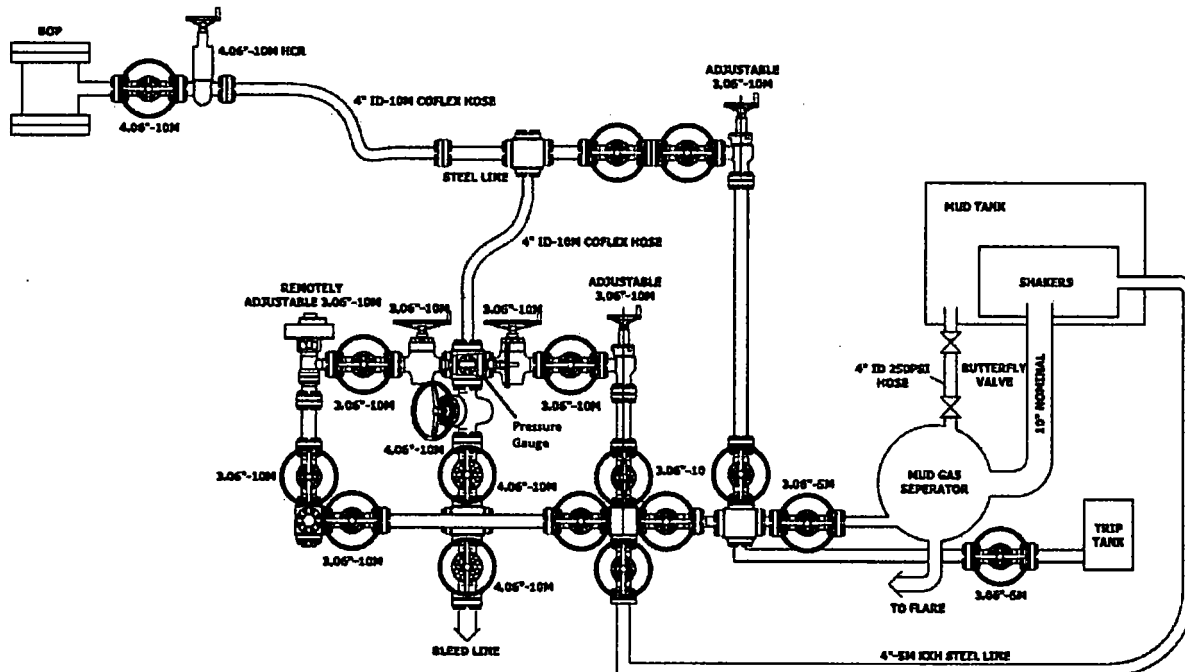 BOP
4.06"-10M HCR
4.06"-10M
4" ID-10M COFLEX HOSE
STEEL LINE
ADJUSTABLE
3.06"-10M
4" ID-10M COFLEX HOSE
MUD TANK
SHAKERS
REMOTELY
ADJUSTABLE 3.06"-10M
3.06"-10M
3.06"-10M
ADJUSTABLE
3.06"-10M
4" ID 250PSI
HOSE
BUTTERFLY
VALVE
10" NOMINAL
3.06"-10M
3.06"-10M
Pressure
Gauge
4.06"-10M
3.06"-10M
4.06"-10M
3.06"-10
3.06"-5M
MUD GAS
SEPERATOR
TRIP
TANK
3.06"-10M
4.06"-10M
TO FLARE
3.06"-5M
BLEED LINE
4"-5M XXH STEEL LINE